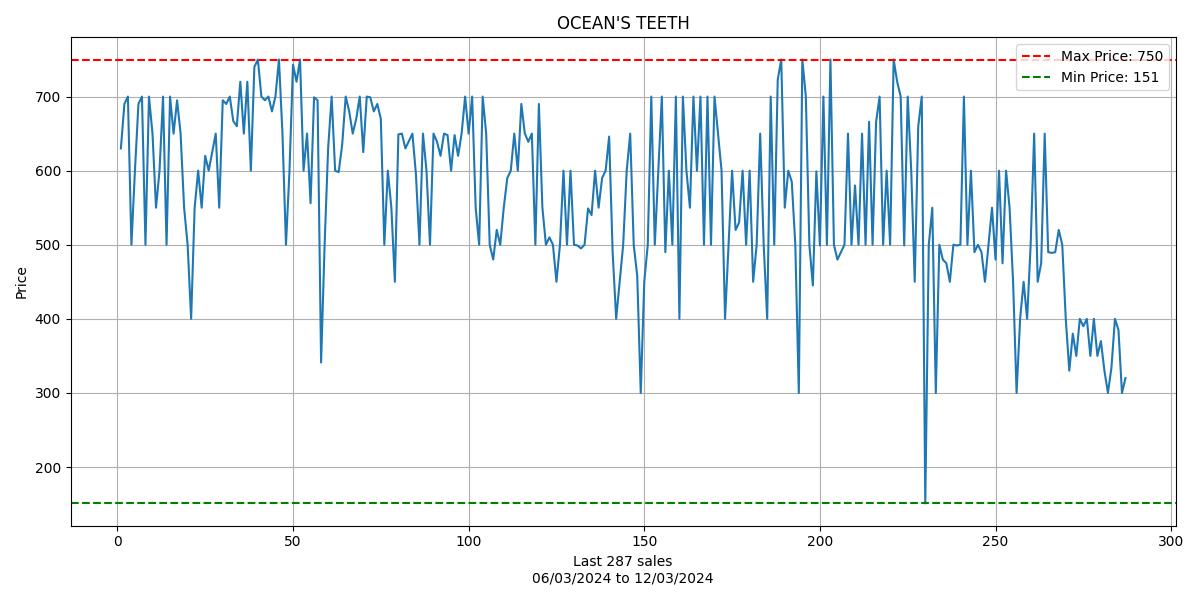 OCEAN'S TEETH
Max Price: 750
Min Price: 151
700
600
500
400
300
200
Price
0 50 100 150 200 250 300
Last 287 sales
06/03/2024 to 12/03/2024